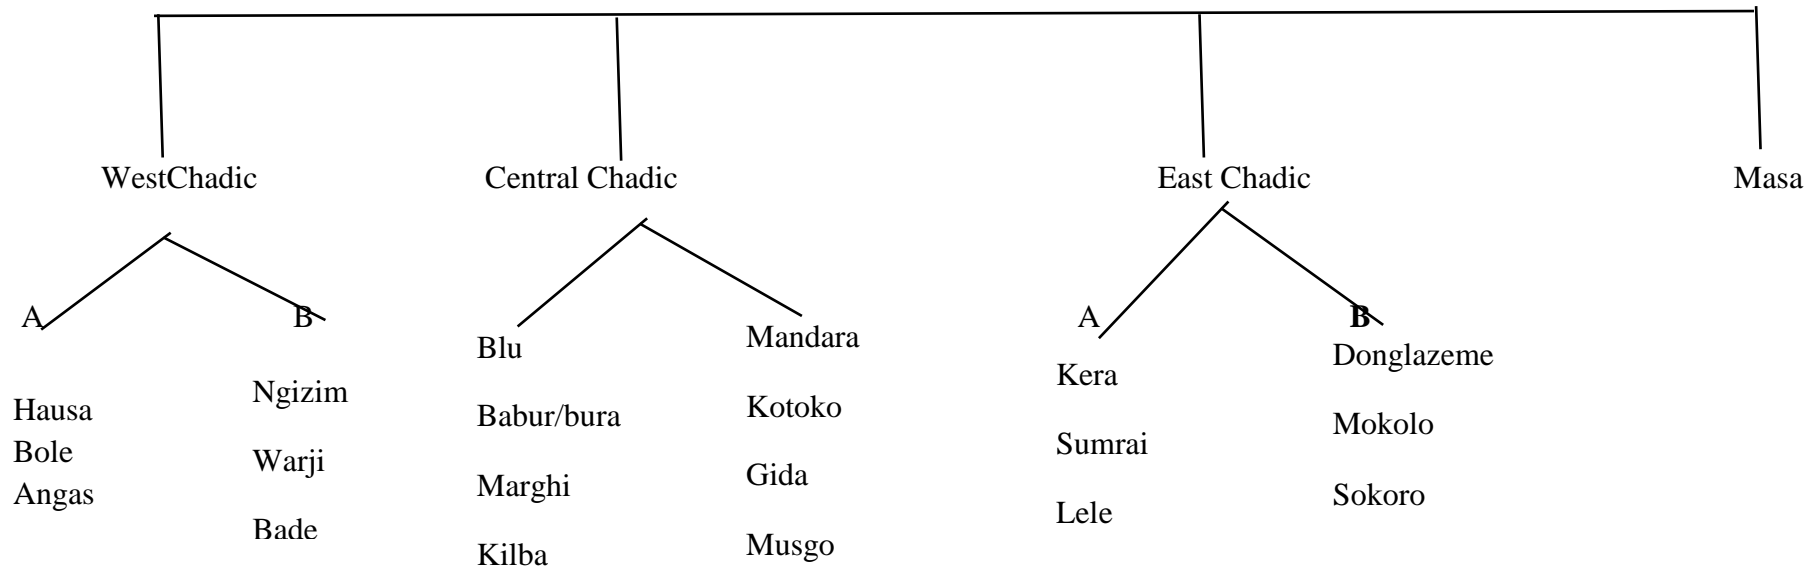 WestChadic
Central Chadic
East Chadic
Masa
A
Hausa
Bole
Angas
B
Ngizim
Warji
Bade
Blu
Babur/bura
Marghi
Kilba
Mandara
Kotoko
Gida
Musgo
A
Kera
Sumrai
Lele
B
Donglazeme
Mokolo
Sokoro